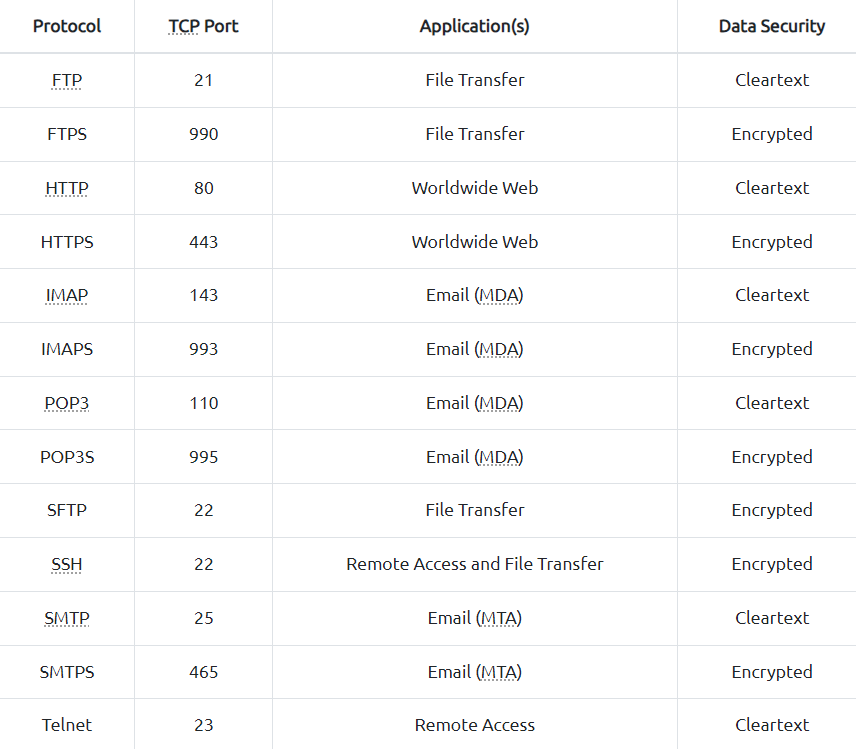 Protocol TCP Port Application(s) Data Security
FTP 21 File Transfer Cleartext
FTPS 990 File Transfer Encrypted
HTTP 80 Worldwide Web Cleartext
HTTPS 443 Worldwide Web Encrypted
IMAP 143 Email (MDA) Cleartext
IMAPS 993 Email (MDA) Encrypted
POP3 110 Email (MDA) Cleartext
POP3S 995 Email (MDA) Encrypted
SFTP 22 File Transfer Encrypted
SSH 22 Remote Access and File Transfer Encrypted
SMTP 25 Email (MTA) Cleartext
SMTPS 465 Email (MTA) Encrypted
Telnet 23 Remote Access Cleartext